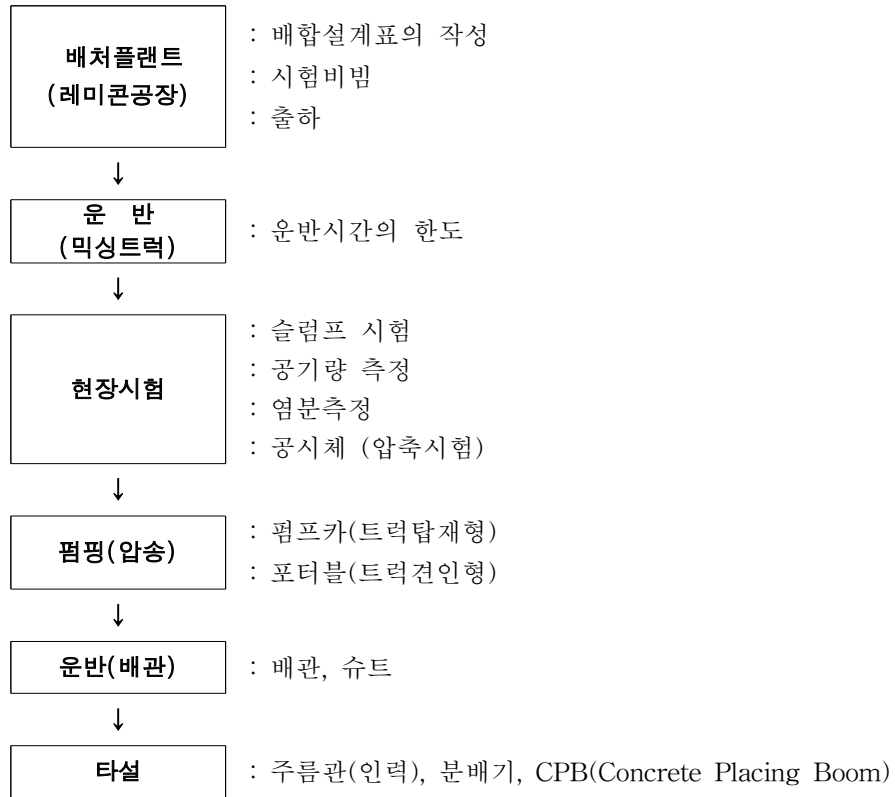 배처플랜트
(레미콘공장)
: 배합설계표의 작성
: 시험비빔
: 출하
↓
운 반
(믹싱트럭)
: 운반시간의 한도
↓
현장시험
: 슬럼프 시험
: 공기량 측정
: 염분측정
: 공시체 (압축시험)
↓
펌핑(압송)
: 펌프카(트럭탑재형)
: 포터블(트럭견인형)
↓
운반(배관)
: 배관, 슈트
↓
타설
: 주름관(인력), 분배기, CPB(Concrete Placing Boom)